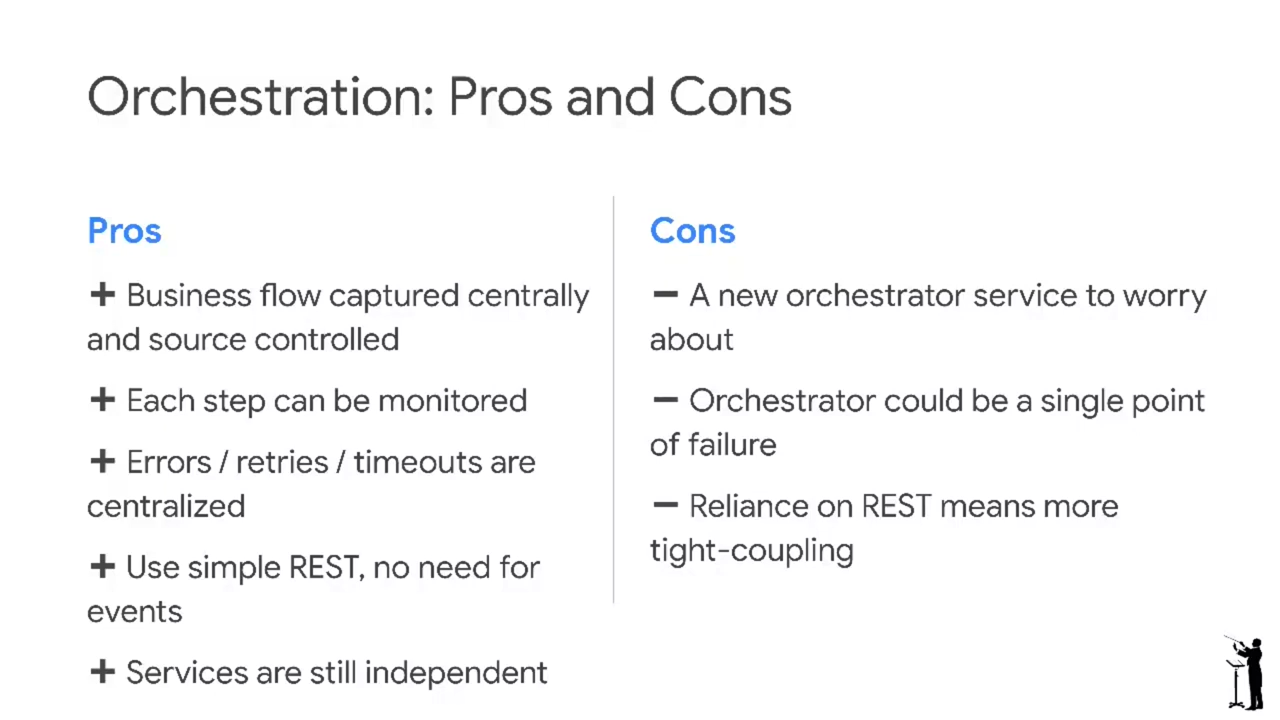 Orchestration: Pros and Cons
Pros
+ Business flow captured centrally
and source controlled
+ Each step can be monitored
+ Errors / retries / timeouts are
centralized
+ Use simple REST, no need for
events
+ Services are still independent
Cons
− A new orchestrator service to worry
about
− Orchestrator could be a single point
of failure
− Reliance on REST means more
tight-coupling